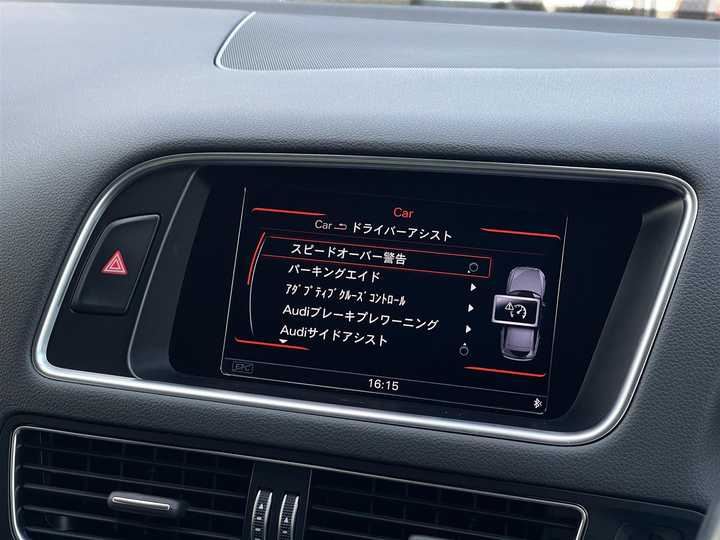 Car
Car ドライバーアシスト
スピードオーバー警告
パーキングエイド
ｱﾀﾞﾌﾟﾃｨﾌﾞｸﾙｰｽﾞｺﾝﾄﾛｰﾙ
Audiブレーキプレワーニング
Audiサイドアシスト
EPC
16:15